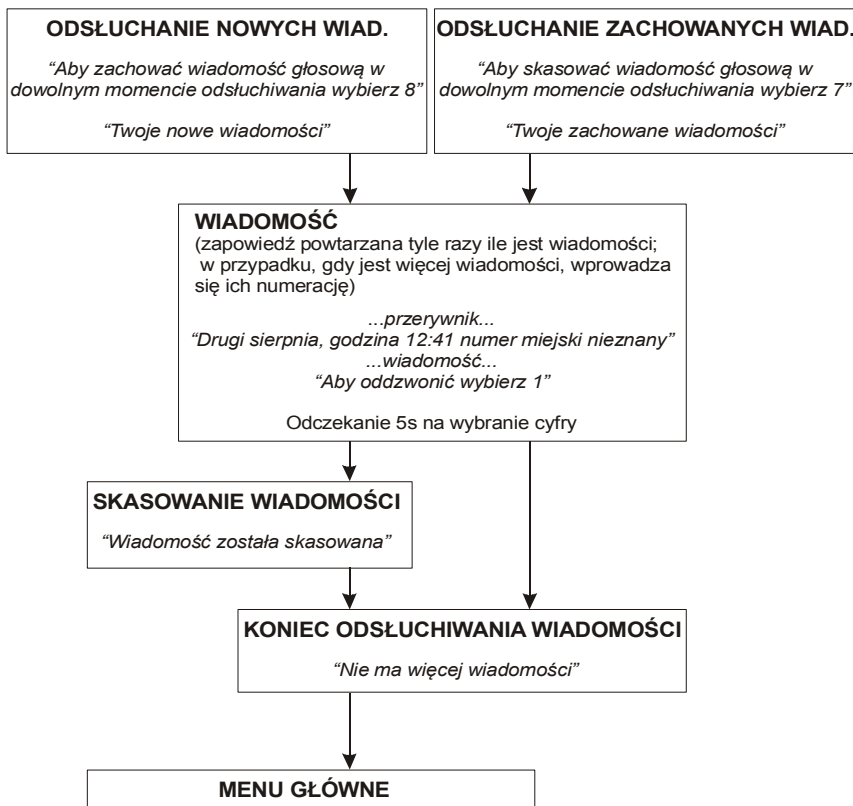 ODSŁUCHANIE NOWYCH WIAD.
“Aby zachować wiadomość głosową w
dowolnym momencie odsłuchiwania wybierz 8”
“Twoje nowe wiadomości”
ODSŁUCHANIE ZACHOWANYCH WIAD.
“Aby skasować wiadomość głosową w
dowolnym momencie odsłuchiwania wybierz 7”
“Twoje zachowane wiadomości”
WIADOMOŚĆ
(zapowiedź powtarzana tyle razy ile jest wiadomości;
w przypadku, gdy jest więcej wiadomości, wprowadza
się ich numerację)
...przerywnik...
“Drugi sierpnia, godzina 12:41 numer miejski nieznany”
...wiadomość...
“Aby oddzwonić wybierz 1”
Odczekanie 5s na wybranie cyfry
SKASOWANIE WIADOMOŚCI
“Wiadomość została skasowana”
KONIEC ODSŁUCHIWANIA WIADOMOŚCI
“Nie ma więcej wiadomości”
MENU GŁÓWNE